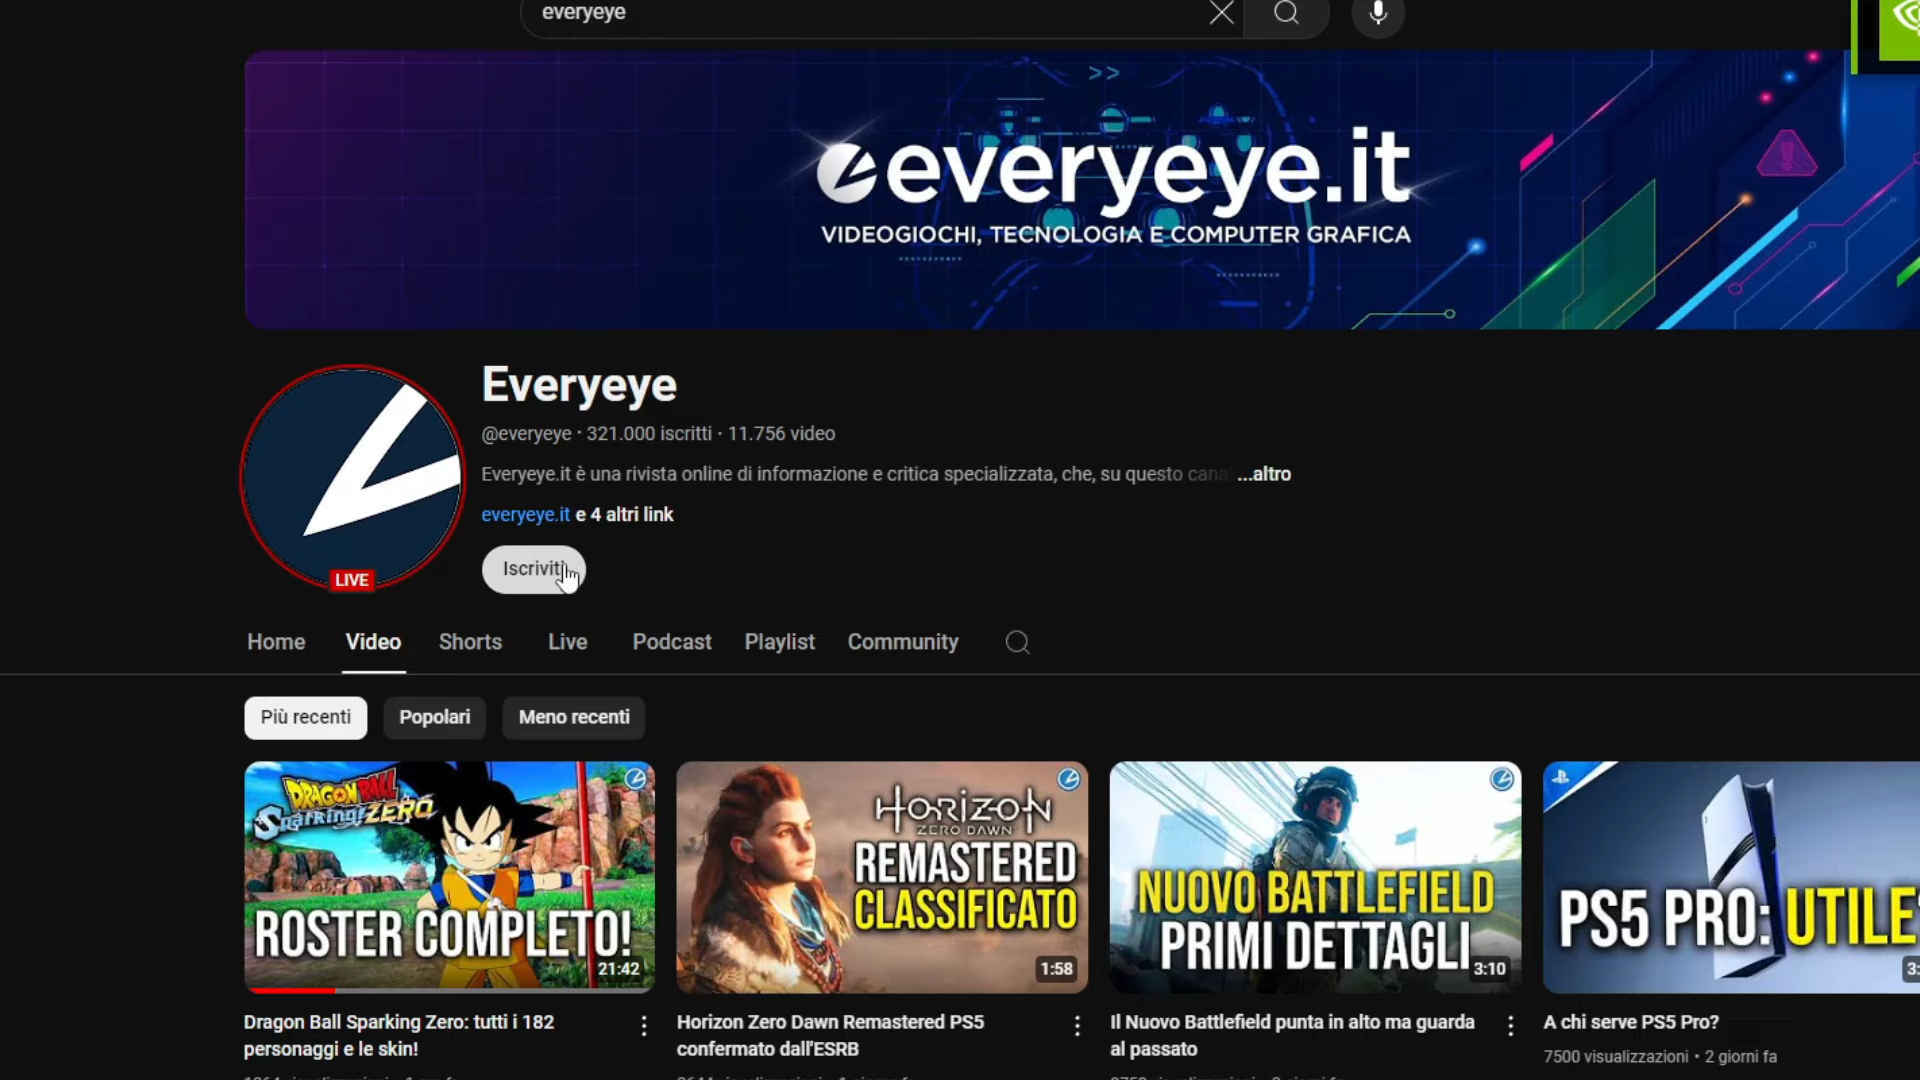 everyeye
everyeye.it
VIDEOGIOCHI, TECNOLOGIA E COMPUTER GRAFICA
Everyeye
@everyeye • 321.000 iscritti • 11.756 video
Everyeye.it è una rivista online di informazione e critica specializzata, che, su questo cana ...altro
everyeye.it e 4 altri link
Iscriviti
LIVE
Home Video Shorts Live Podcast Playlist Community
Più recenti Popolari Meno recenti
DRAGON BALL
Sparking! ZERO
ROSTER COMPLETO!
21:42
HORIZON
ZERO DAWN
REMASTERED
CLASSIFICATO
1:58
NUOVO BATTLEFIELD
PRIMI DETTAGLI
3:10
PS5 PRO: UTILE
Dragon Ball Sparking Zero: tutti i 182
personaggi e le skin!
Horizon Zero Dawn Remastered PS5
confermato dall'ESRB
Il Nuovo Battlefield punta in alto ma guarda
al passato
A chi serve PS5 Pro?
7500 visualizzazioni • 2 giorni fa